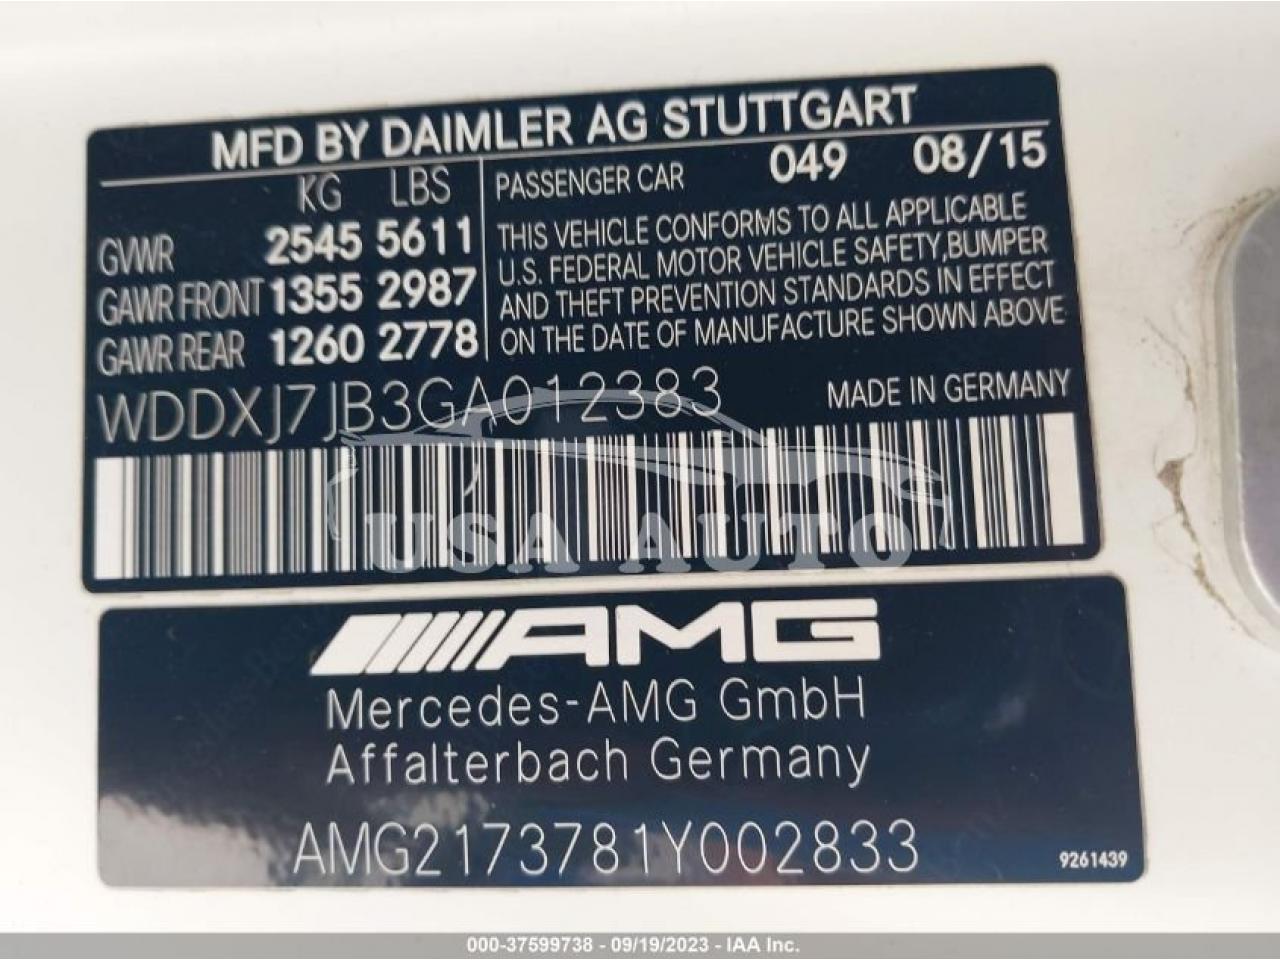 MFD BY DAIMLER AG STUTTGART
KG LBS
GVWR 2545 5611
GAWR FRONT 1355 2987
GAWR REAR 1260 2778
PASSENGER CAR 049 08/15
THIS VEHICLE CONFORMS TO ALL APPLICABLE
U.S. FEDERAL MOTOR VEHICLE SAFETY, BUMPER
AND THEFT PREVENTION STANDARDS IN EFFECT
ON THE DATE OF MANUFACTURE SHOWN ABOVE
WDDXJ7JB3GA012383 MADE IN GERMANY
USA AUTO
AMG
Mercedes-AMG GmbH
Affalterbach Germany
AMG2173781Y002833 9261439
000-37599738 - 09/19/2023 - IAA Inc.